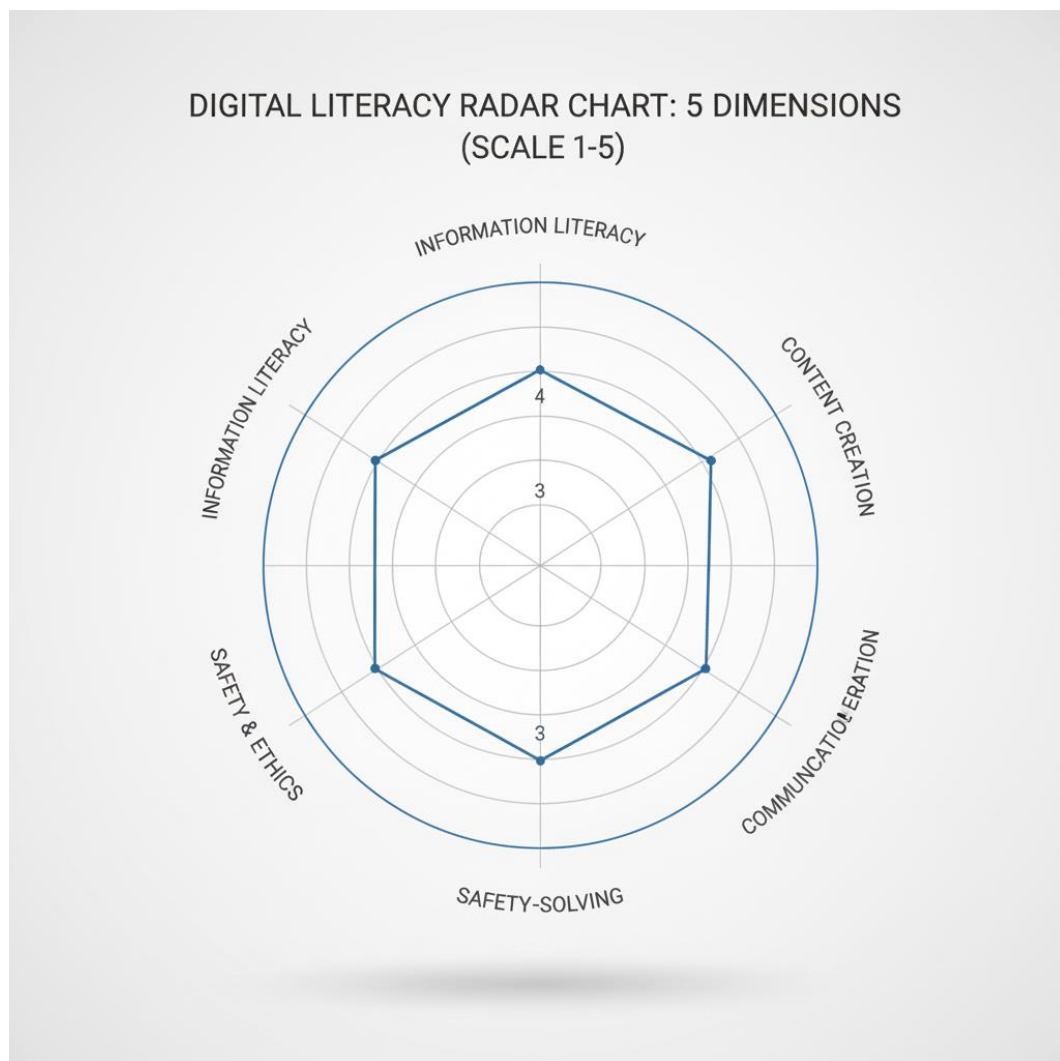 DIGITAL LITERACY RADAR CHART: 5 DIMENSIONS
(SCALE 1-5)
INFORMATION LITERACY
INFORMATION LITERACY
CONTENT CREATION
4
3
SAFETY & ETHICS
COMMUNCATIOL
3
SAFETY-SOLVING